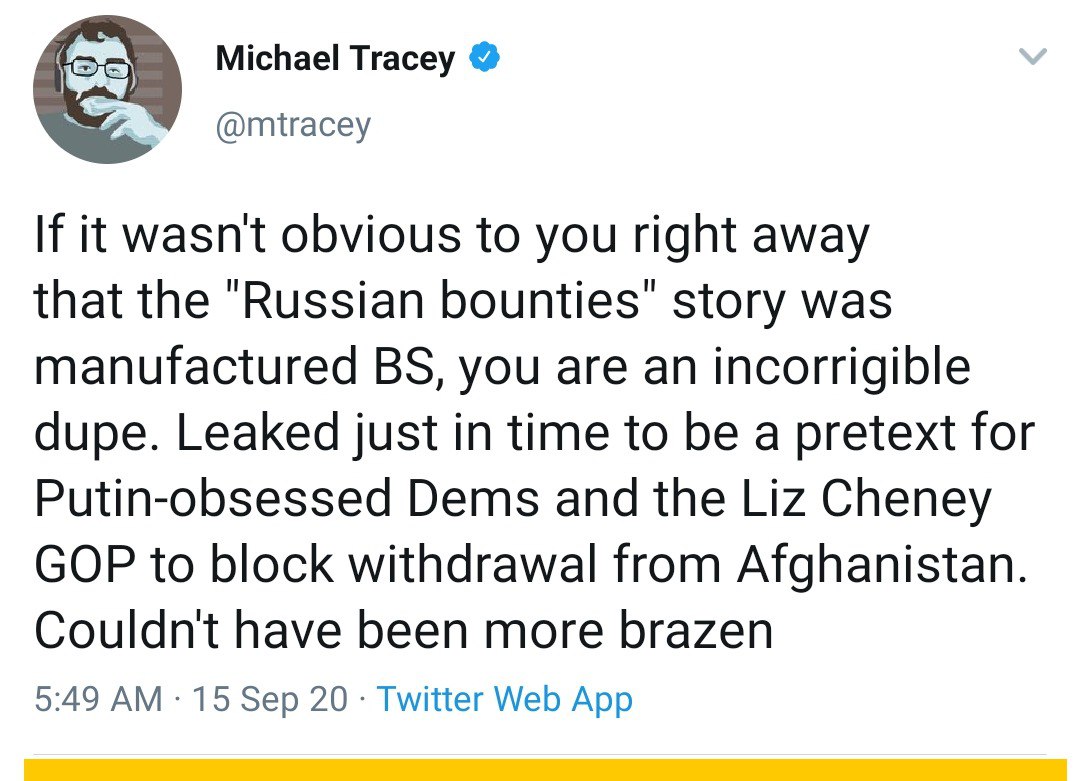 Michael Tracey
@mtracey
If it wasn't obvious to you right away
that the "Russian bounties" story was
manufactured BS, you are an incorrigible
dupe. Leaked just in time to be a pretext for
Putin-obsessed Dems and the Liz Cheney
GOP to block withdrawal from Afghanistan.
Couldn't have been more brazen
5:49 AM · 15 Sep 20 · Twitter Web App